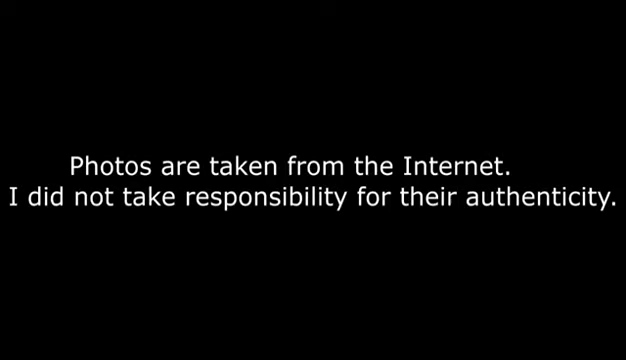 Photos are taken from the Internet.
I did not take responsibility for their authenticity.